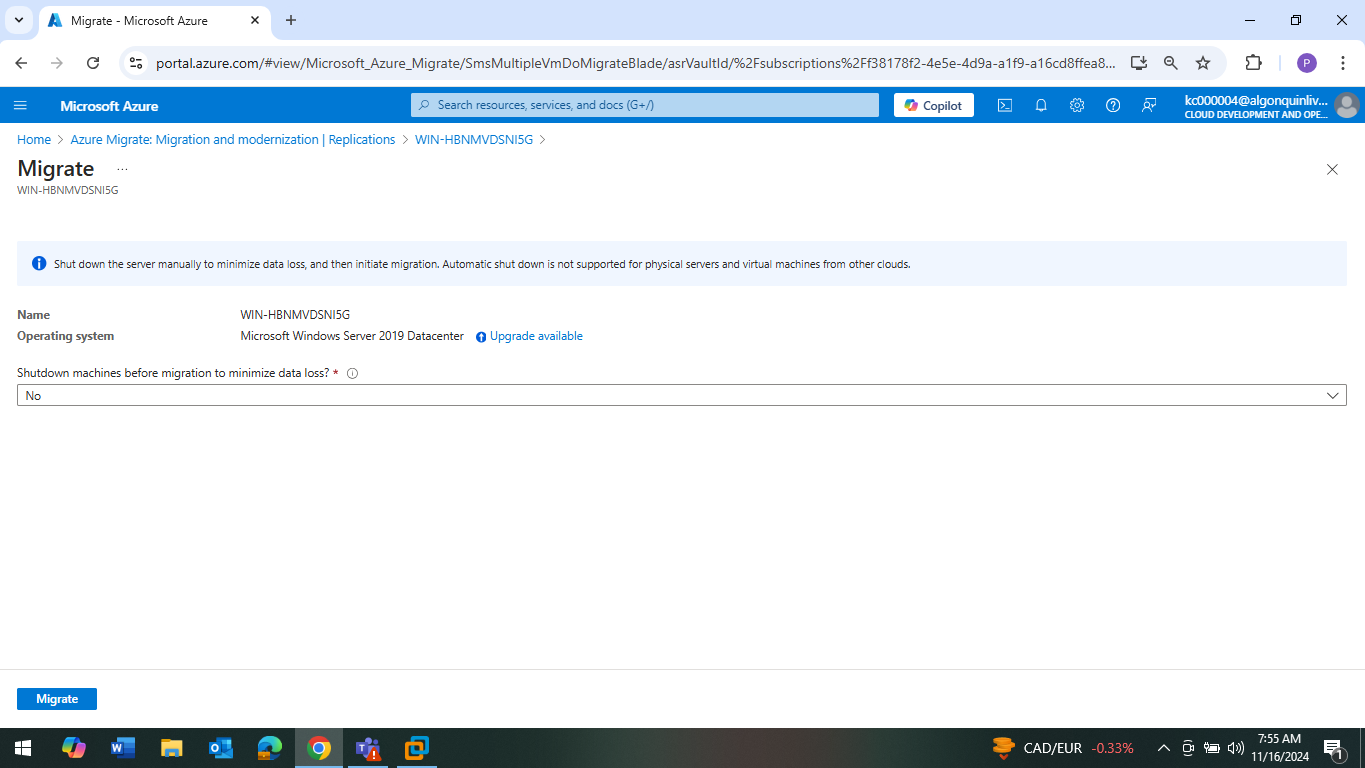 Migrate - Microsoft Azure
portal.azure.com/#view/Microsoft_Azure_Migrate/SmsMultipleVmDoMigrateBlade/asrVaultId/%2Fsubscriptions%2Ff38178f2-4e5e-4d9a-a1f9-a16cd8ffea8...
P
Microsoft Azure
Search resources, services, and docs (G+/)
Copilot
kc000004@algonquinliv...
CLOUD DEVELOPMENT AND OPE...
Home > Azure Migrate: Migration and modernization | Replications > WIN-HBNMVDSNI5G >
Migrate ...
WIN-HBNMVDSNI5G
Shut down the server manually to minimize data loss, and then initiate migration. Automatic shut down is not supported for physical servers and virtual machines from other clouds.
Name WIN-HBNMVDSNI5G
Operating system Microsoft Windows Server 2019 Datacenter Upgrade available
Shutdown machines before migration to minimize data loss? *
No
Migrate
CAD/EUR -0.33%
7:55 AM
11/16/2024
1